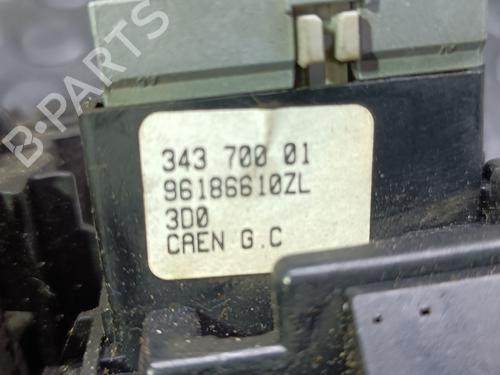 B-PARTS
343 700 01
96186610ZL
3D0
CAEN G.C